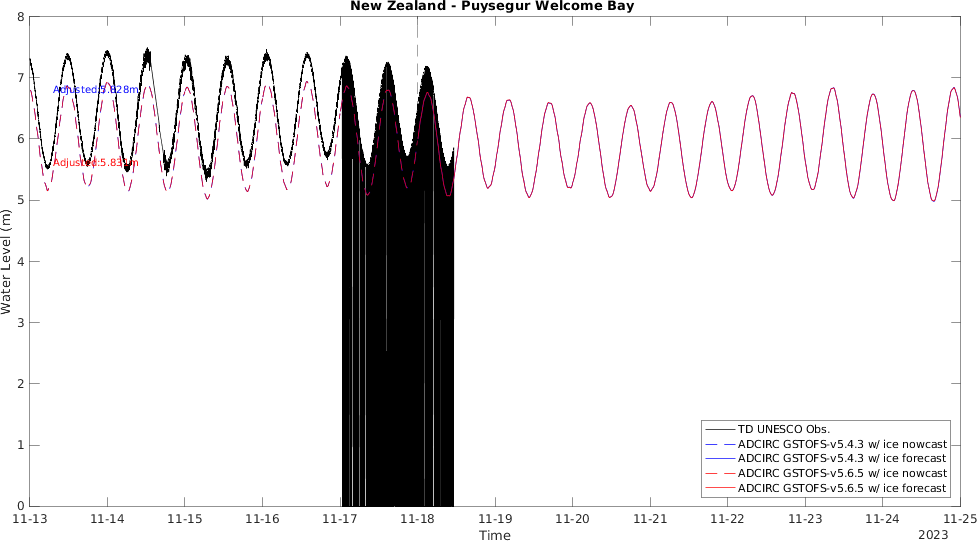 New Zealand - Puysegur Welcome Bay
8
7
6
5
4
3
2
1
0
Water Level (m)
Adjusted:5.828m
TD UNESCO Obs.
ADCIRC GSTOFS-v5.4.3 w/ ice nowcast
ADCIRC GSTOFS-v5.4.3 w/ ice forecast
ADCIRC GSTOFS-v5.6.5 w/ ice nowcast
ADCIRC GSTOFS-v5.6.5 w/ ice forecast
11-13 11-14 11-15 11-16 11-17 11-18 11-19 11-20 11-21 11-22 11-23 11-24 11-25
Time
2023